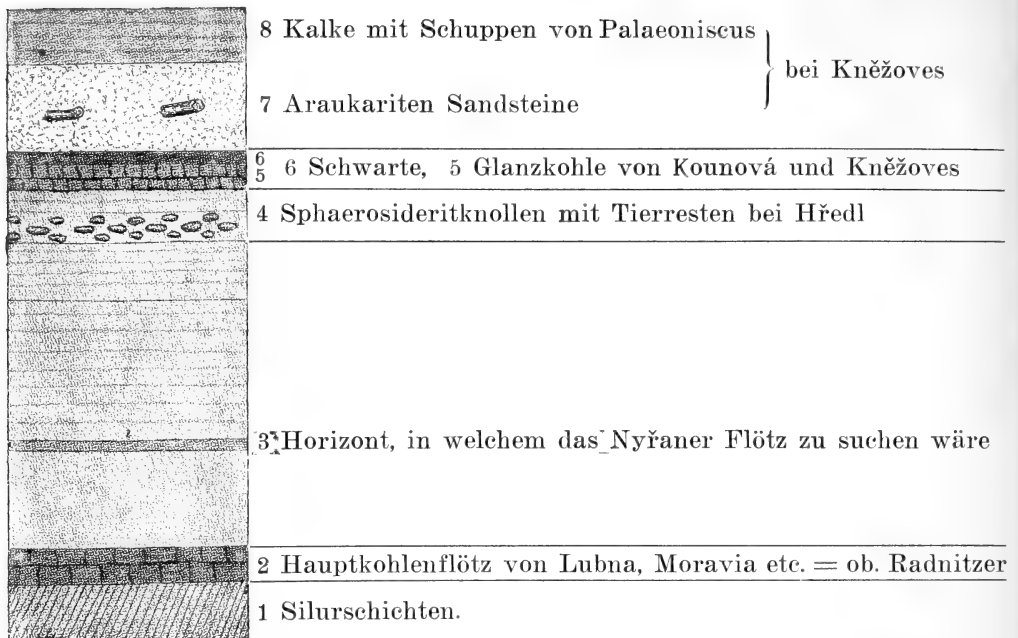 8 Kalke mit Schuppen von Palaeoniscus
bei Kněžoves
7 Araukariten Sandsteine
6
5
6 Schwarte, 5 Glanzkohle von Kounová und Kněžoves
4 Sphaerosideritknollen mit Tierresten bei Hředl
3 Horizont, in welchem das Nyřaner Flötz zu suchen wäre
2 Hauptkohlenflötz von Lubna, Moravia etc. = ob. Radnitzer
1 Silurschichten.